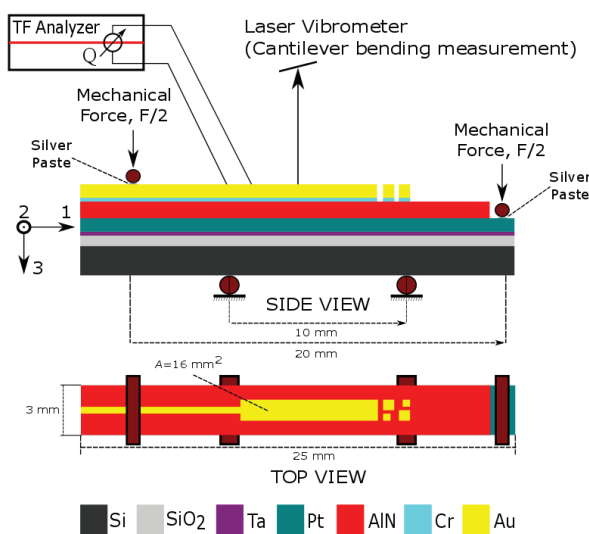 TF Analyzer
Q
Laser Vibrometer
(Cantilever bending measurement)
Mechanical
Force, F/2
Mechanical
Force, F/2
Silver
Paste
Silver
Paste
2
1
3
SIDE VIEW
10 mm
20 mm
A=16 mm²
3 mm
25 mm
TOP VIEW
Si
SiO₂
Ta
Pt
AlN
Cr
Au